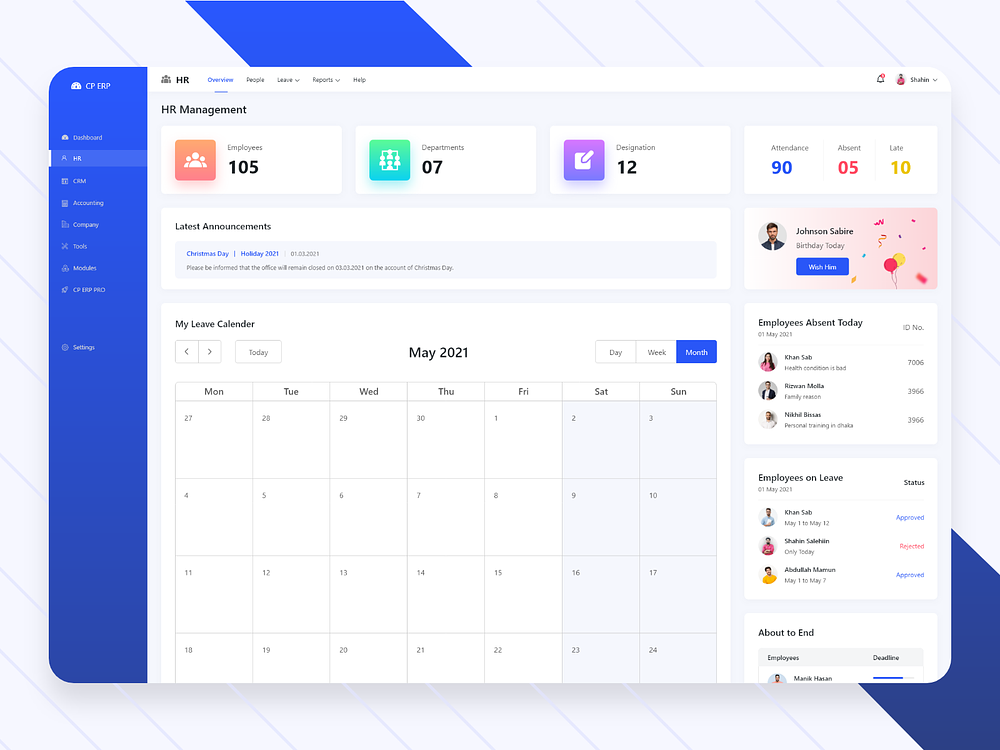 CP ERP
Dashboard
HR
CRM
Accounting
Company
Tools
Modules
CP ERP PRO
Settings
HR Overview People Leave Reports Help
Shahin
HR Management
Employees
105
Departments
07
Designation
12
Attendance Absent Late
90 05 10
Latest Announcements
Christmas Day | Holiday 2021 | 01.03.2021
Please be informed that the office will remain closed on 03.03.2021 on the account of Christmas Day.
Johnson Sabire
Birthday Today
Wish Him
My Leave Calender
Today
May 2021
Day Week Month
Mon Tue Wed Thu Fri Sat Sun
27 28 29 30 1 2 3
4 5 6 7 8 9 10
11 12 13 14 15 16 17
18 19 20 21 22 23 24
Employees Absent Today
01 May 2021
ID No.
Khan Sab
Health condition is bad
7006
Rizwan Molla
Family reason
3966
Nikhil Bissas
Personal training in dhaka
3966
Employees on Leave
01 May 2021
Status
Khan Sab
May 1 to May 12
Approved
Shahin Salehiin
Only Today
Rejected
Abdullah Mamun
May 1 to May 7
Approved
About to End
Employees Deadline
Manik Hasan